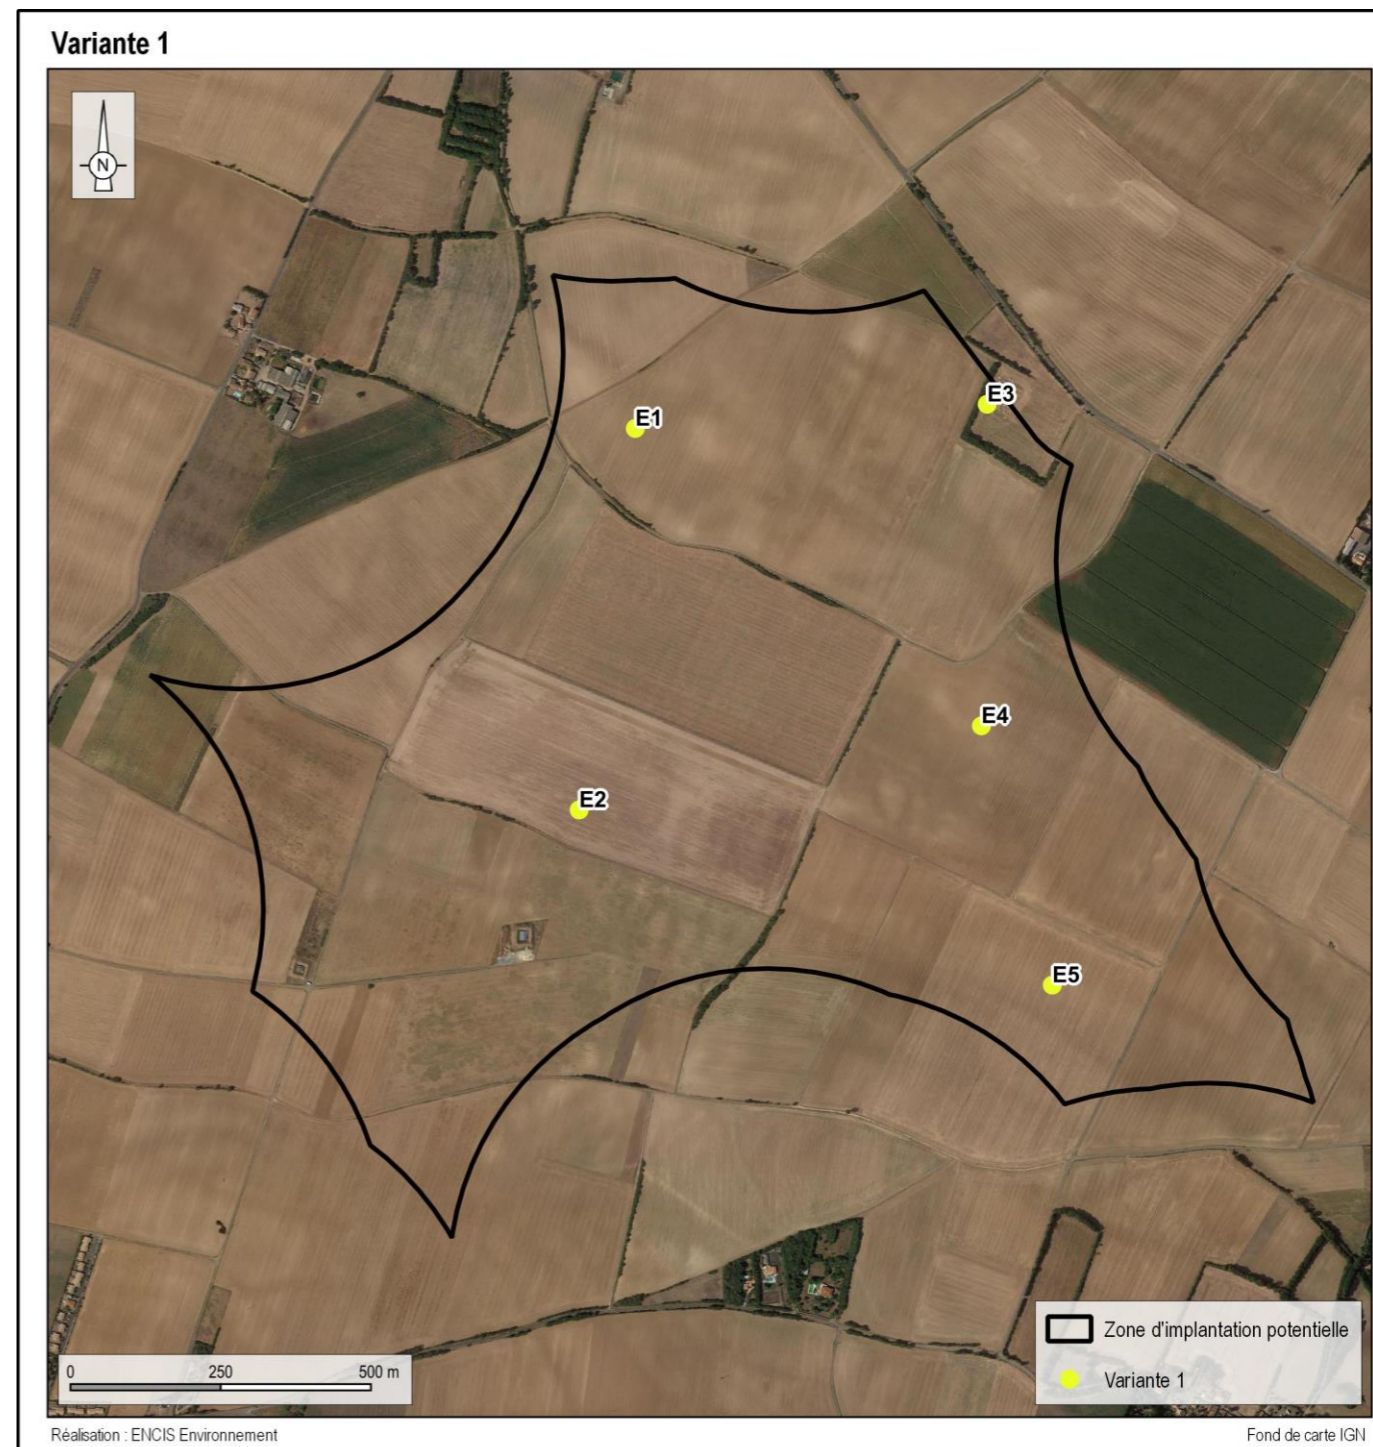 Variante 1
N
E1
E3
E4
E2
E5
Zone d'implantation potentielle
Variante 1
0 250 500 m
Réalisation : ENCIS Environnement
Fond de carte IGN